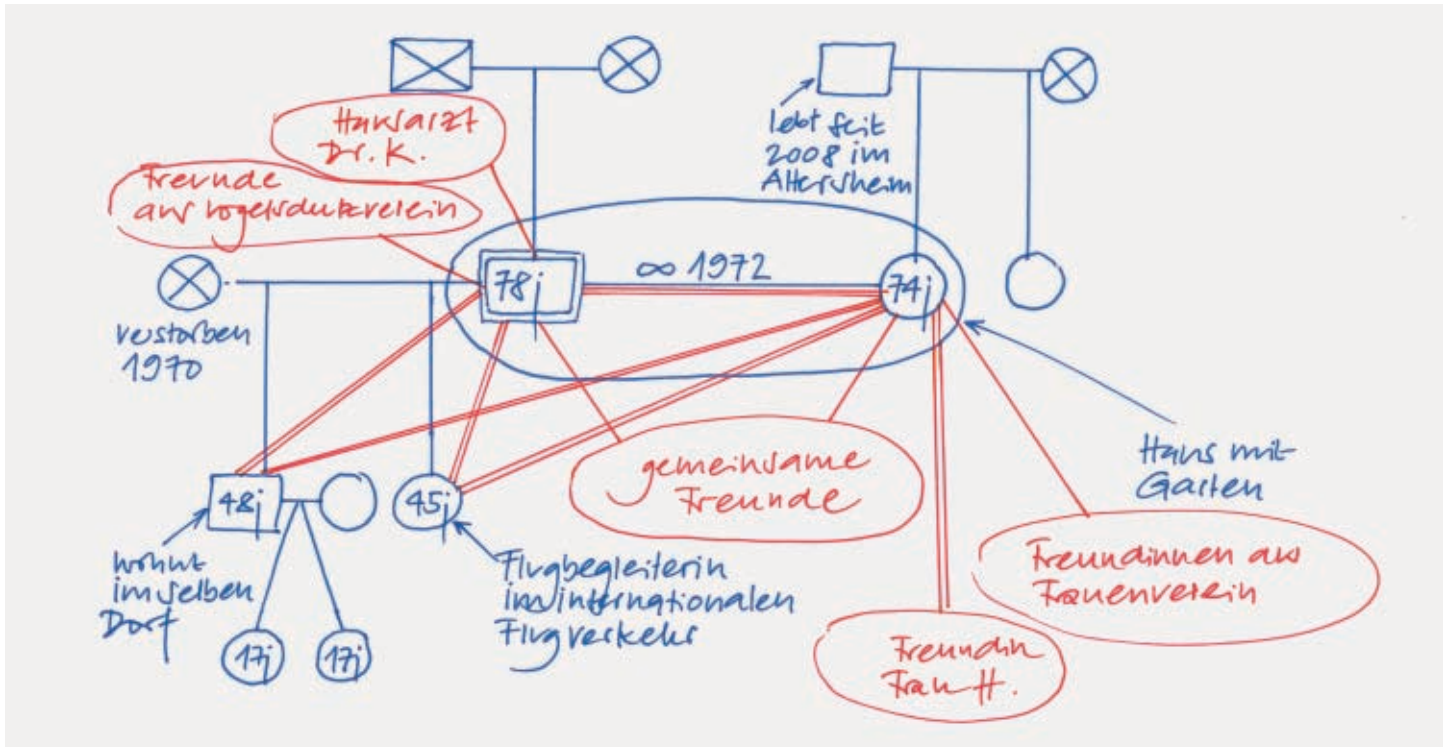 Hausarzt
Dr. K.
Freunde
aus Vogelschutzverein
lebt seit
2008 im
Altersheim
78j
∞ 1972
74j
verstorben
1970
Haus mit
Garten
gemeinsame
Freunde
48j
45j
wohnt
im selben
Dorf
Flugbegleiterin
im internationalen
Flugverkehr
Freundinnen aus
Frauenverein
17j
17j
Freundin
Frau H.